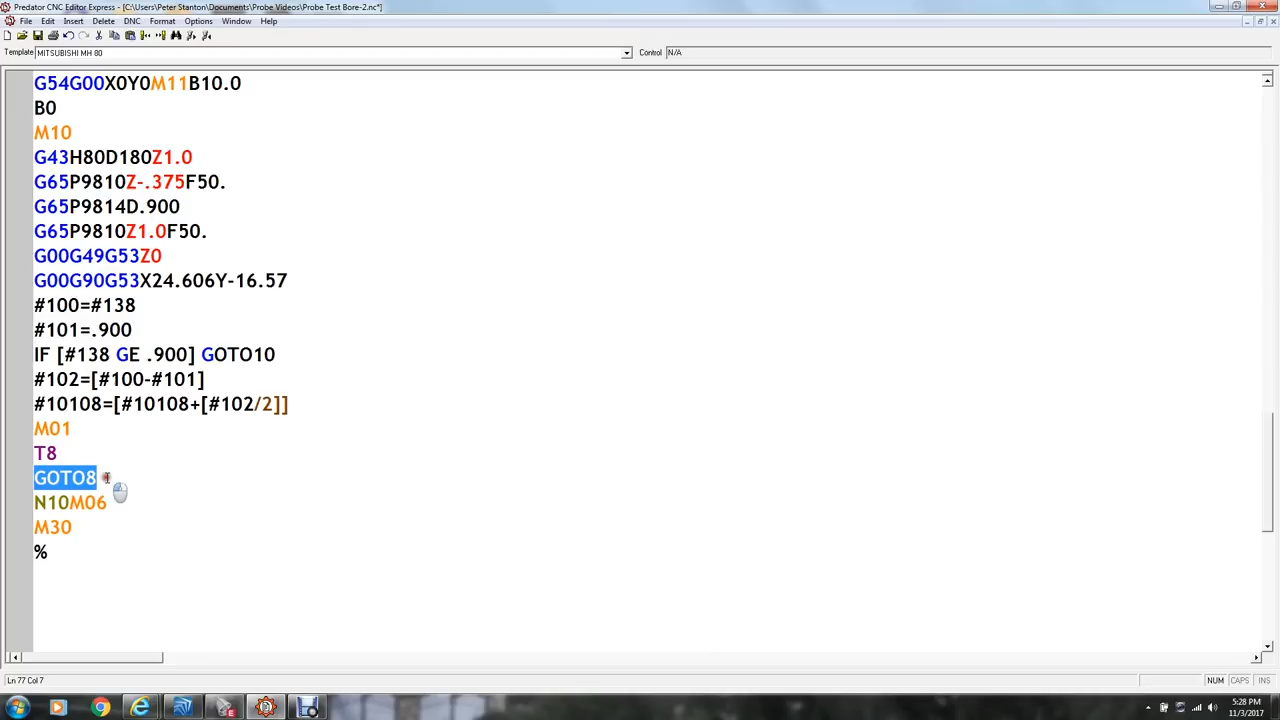 Predator CNC Editor Express - [C:\Users\Peter Stanton\Documents\Probe Videos\Probe Test Bore-2.nc*]
File Edit Insert Delete DNC Format Options Window Help
Template MITSUBISHI MH 80 Control N/A
G54G00X0Y0M11B10.0
B0
M10
G43H80D180Z1.0
G65P9810Z-.375F50.
G65P9814D.900
G65P9810Z1.0F50.
G00G49G53Z0
G00G90G53X24.606Y-16.57
#100=#138
#101=.900
IF [#138 GE .900] GOTO10
#102=[#100-#101]
#10108=[#10108+[#102/2]]
M01
T8
GOTO8
N10M06
M30
%
Ln 77 Col 7 NUM CAPS INS
5:28 PM
11/3/2017